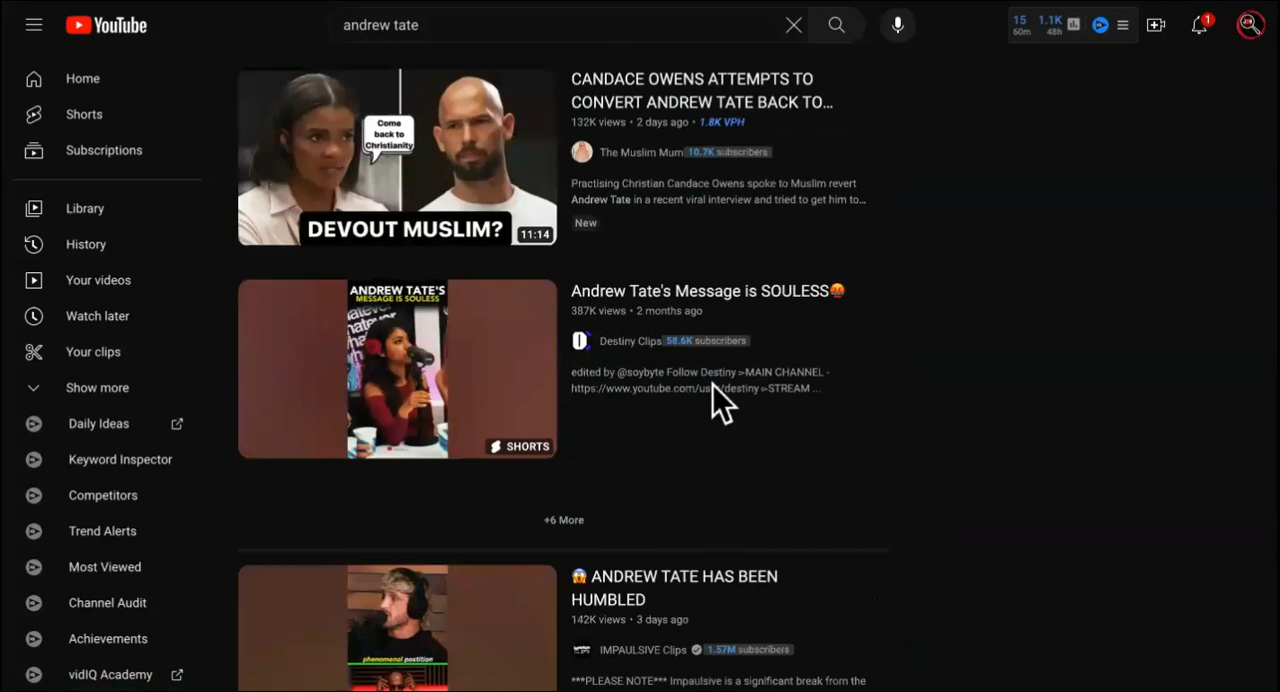 YouTube
andrew tate
15
60m
1.1K
48h
1
Home
Shorts
Subscriptions
Library
History
Your videos
Watch later
Your clips
Show more
Daily Ideas
Keyword Inspector
Competitors
Trend Alerts
Most Viewed
Channel Audit
Achievements
vidIQ Academy
Come
back to
Christianity
DEVOUT MUSLIM?
11:14
CANDACE OWENS ATTEMPTS TO
CONVERT ANDREW TATE BACK TO...
132K views • 2 days ago • 1.8K VPH
The Muslim Mum 10.7K subscribers
Practising Christian Candace Owens spoke to Muslim revert
Andrew Tate in a recent viral interview and tried to get him to...
New
ANDREW TATE'S
MESSAGE IS SOULESS
whatever
SHORTS
Andrew Tate's Message is SOULESS🤬
387K views • 2 months ago
Destiny Clips 58.6K subscribers
edited by @soybyte Follow Destiny ▻MAIN CHANNEL -
/destiny ▻STREAM ...
+6 More
phenomenal postition
😱 ANDREW TATE HAS BEEN
HUMBLED
142K views • 3 days ago
IMPAULSIVE Clips 1.57M subscribers
***PLEASE NOTE*** Impaulsive is a significant break from the